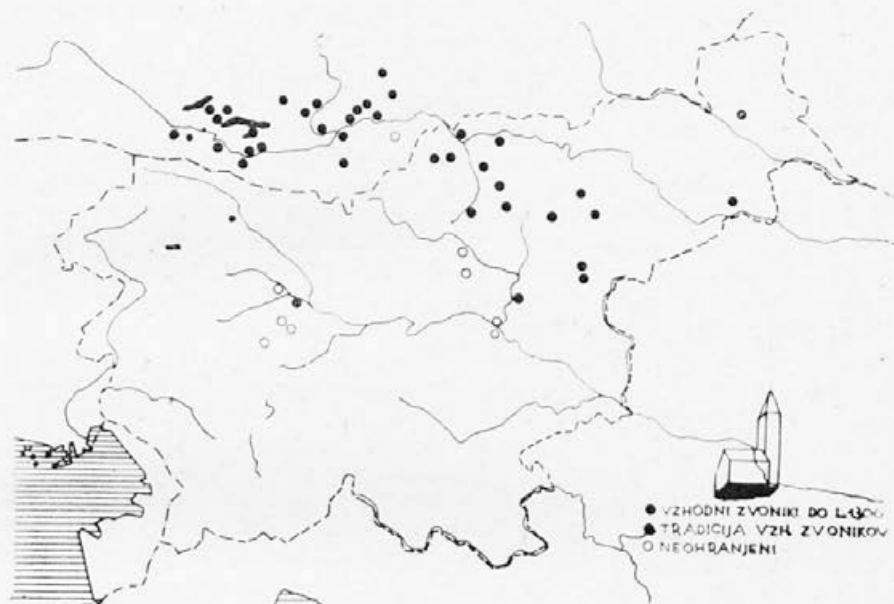 VZHODNI ZVONIKI DO L.1300
TRADICIJA VZH. ZVONIKOV
NEOHRANJENI